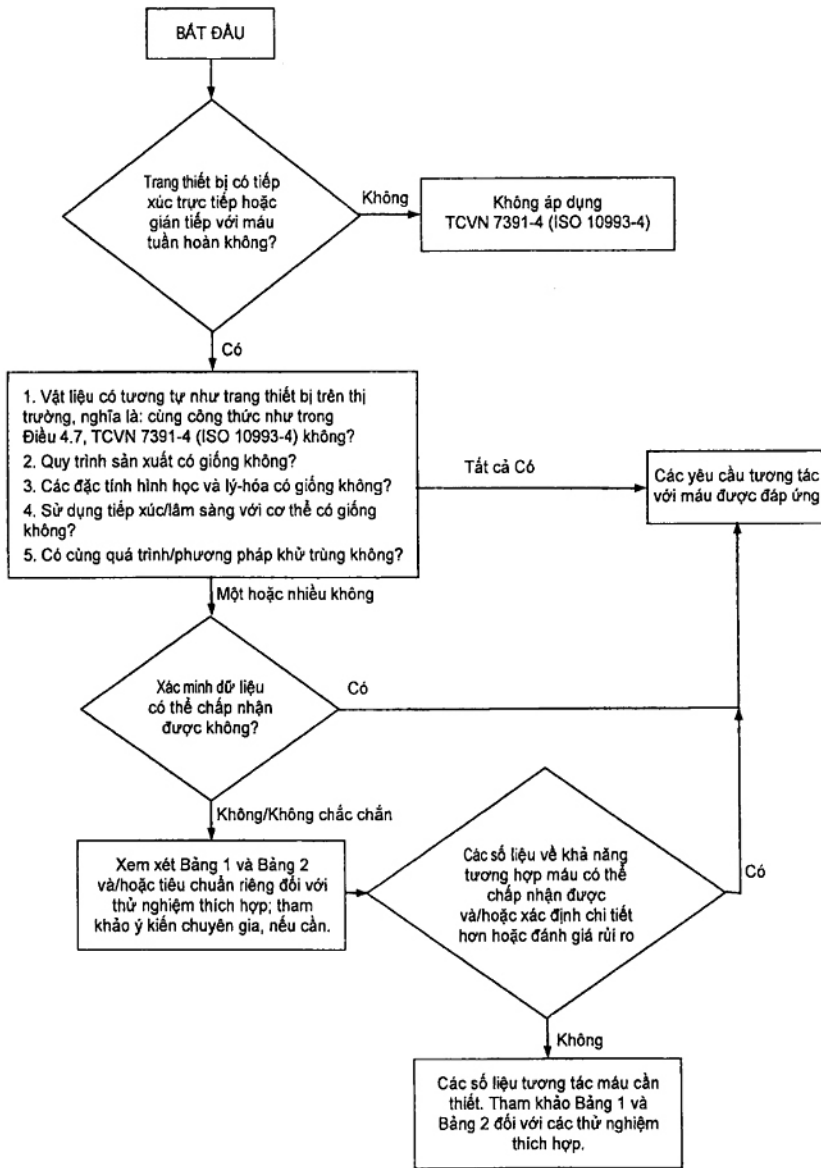 BẮT ĐẦU
Trang thiết bị có tiếp
xúc trực tiếp hoặc
gián tiếp với máu
tuần hoàn không?
Không
Không áp dụng
TCVN 7391-4 (ISO 10993-4)
Có
1. Vật liệu có tương tự như trang thiết bị trên thị
trường, nghĩa là: cùng công thức như trong
Điều 4.7, TCVN 7391-4 (ISO 10993-4) không?
2. Quy trình sản xuất có giống không?
3. Các đặc tính hình học và lý-hóa có giống không?
4. Sử dụng tiếp xúc/lâm sàng với cơ thể có giống
không?
5. Có cùng quá trình/phương pháp khử trùng không?
Tất cả Có
Các yêu cầu tương tác
với máu được đáp ứng
Một hoặc nhiều không
Xác minh dữ liệu
có thể chấp nhận
được không?
Có
Không/Không chắc chắn
Xem xét Bảng 1 và Bảng 2
và/hoặc tiêu chuẩn riêng đối với
thử nghiệm thích hợp; tham
khảo ý kiến chuyên gia, nếu cần.
Các số liệu về khả năng
tương hợp máu có thể
chấp nhận được
và/hoặc xác định chi tiết
hơn hoặc đánh giá rủi ro
Có
Không
Các số liệu tương tác máu cần
thiết. Tham khảo Bảng 1 và
Bảng 2 đối với các thử nghiệm
thích hợp.